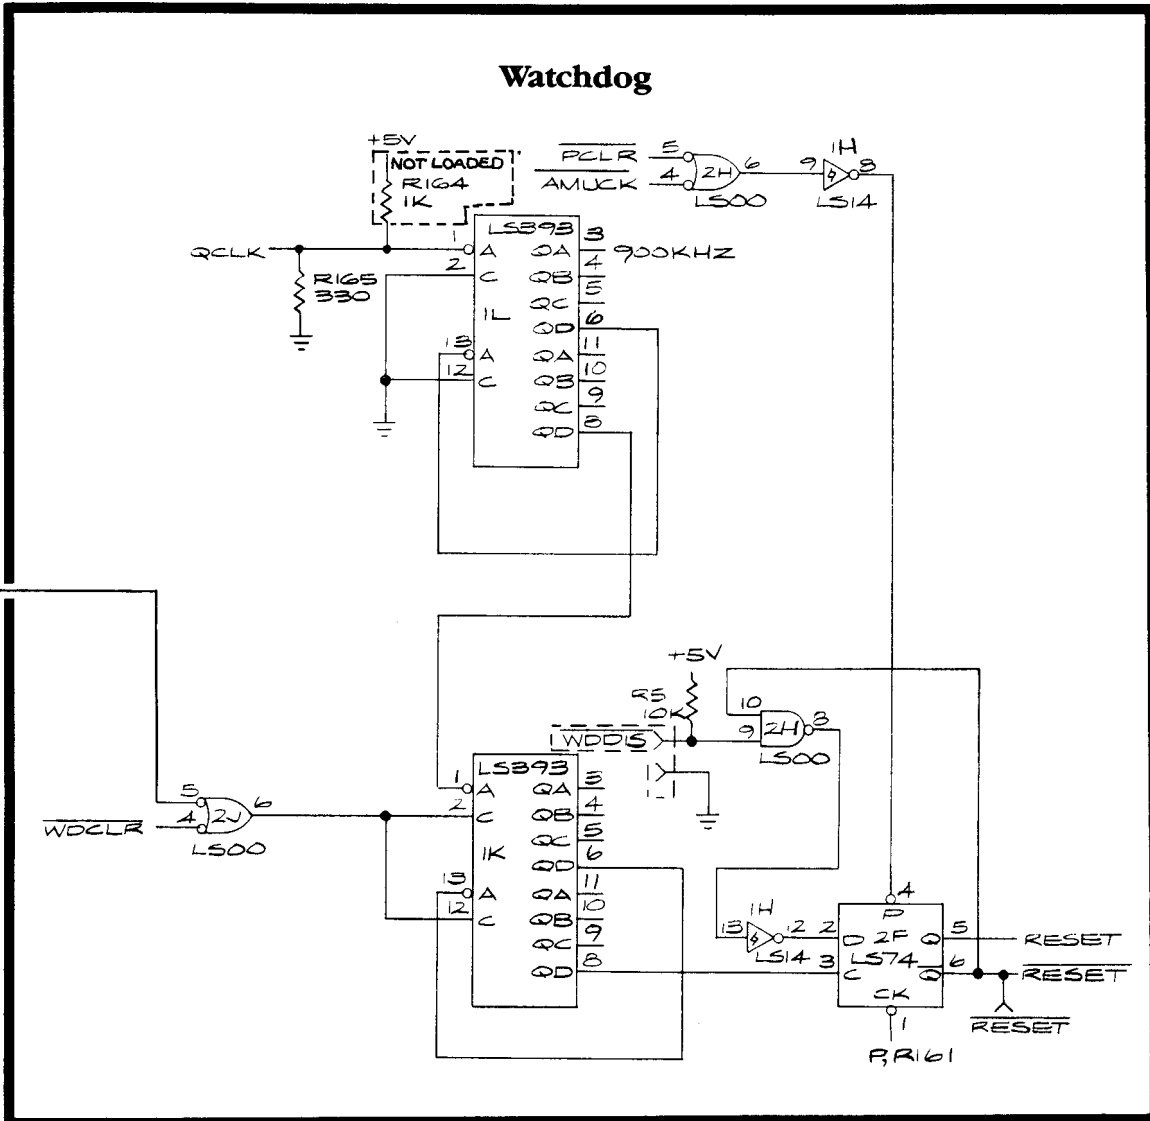 Watchdog
+5V
NOT LOADED
R164
1K
QCLK
R165
330
PCLR 5
AMUCK 4
2H
6
LS00
9
1H
8
LS14
LS393
1 A QA 3 900KHZ
2 C QB 4
QC 5
1L
QD 6
13 A QA 11
12 C QB 10
QC 9
QD 8
+5V
R5
10K
WDDIS
10
9
2H
8
LS00
5
WDCLR 4
2J
6
LS00
LS393
1 A QA 3
2 C QB 4
QC 5
1K
QD 6
13 A QA 11
12 C QB 10
QC 9
QD 8
13
1H
12
LS14
4
P
2 D 2F Q 5 RESET
LS74
3 C Q 6 RESET
CK
1
RESET
P,R161